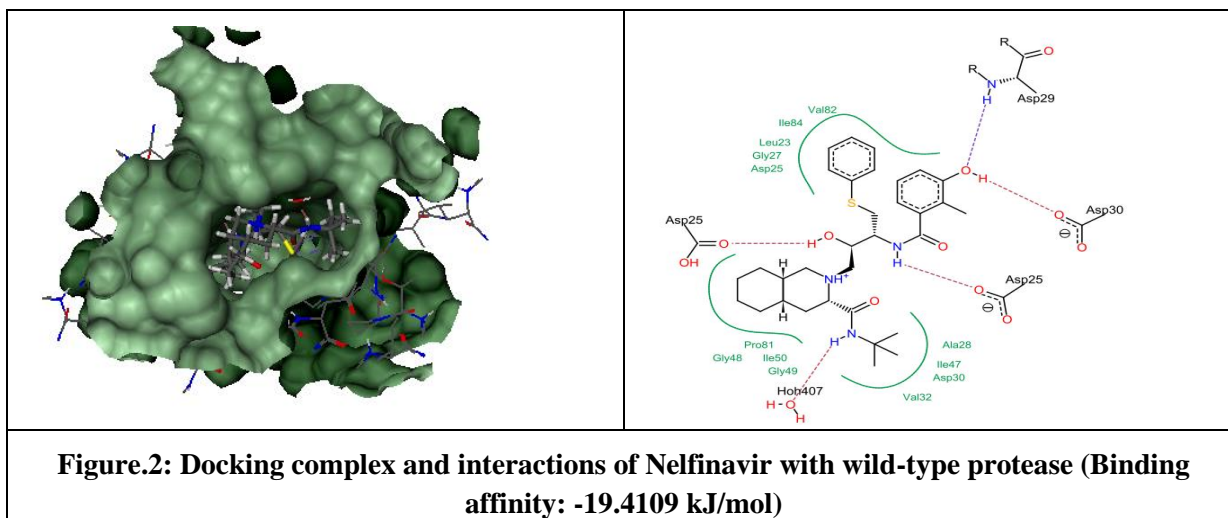 R
O
R
N
H
Asp29
Val82
Ile84
Leu23
Gly27
Asp25
O
H
S
Asp30
O
⊖
O
Asp25
O
OH
H
O
N
H
O
O
Asp25
⊖
O
H
H
NH+
O
N
H
Pro81
Gly48 Ile50
Gly49
Ala28
Ile47
Asp30
Val32
Hoh407
H
O
H
Figure.2: Docking complex and interactions of Nelfinavir with wild-type protease (Binding
affinity: -19.4109 kJ/mol)